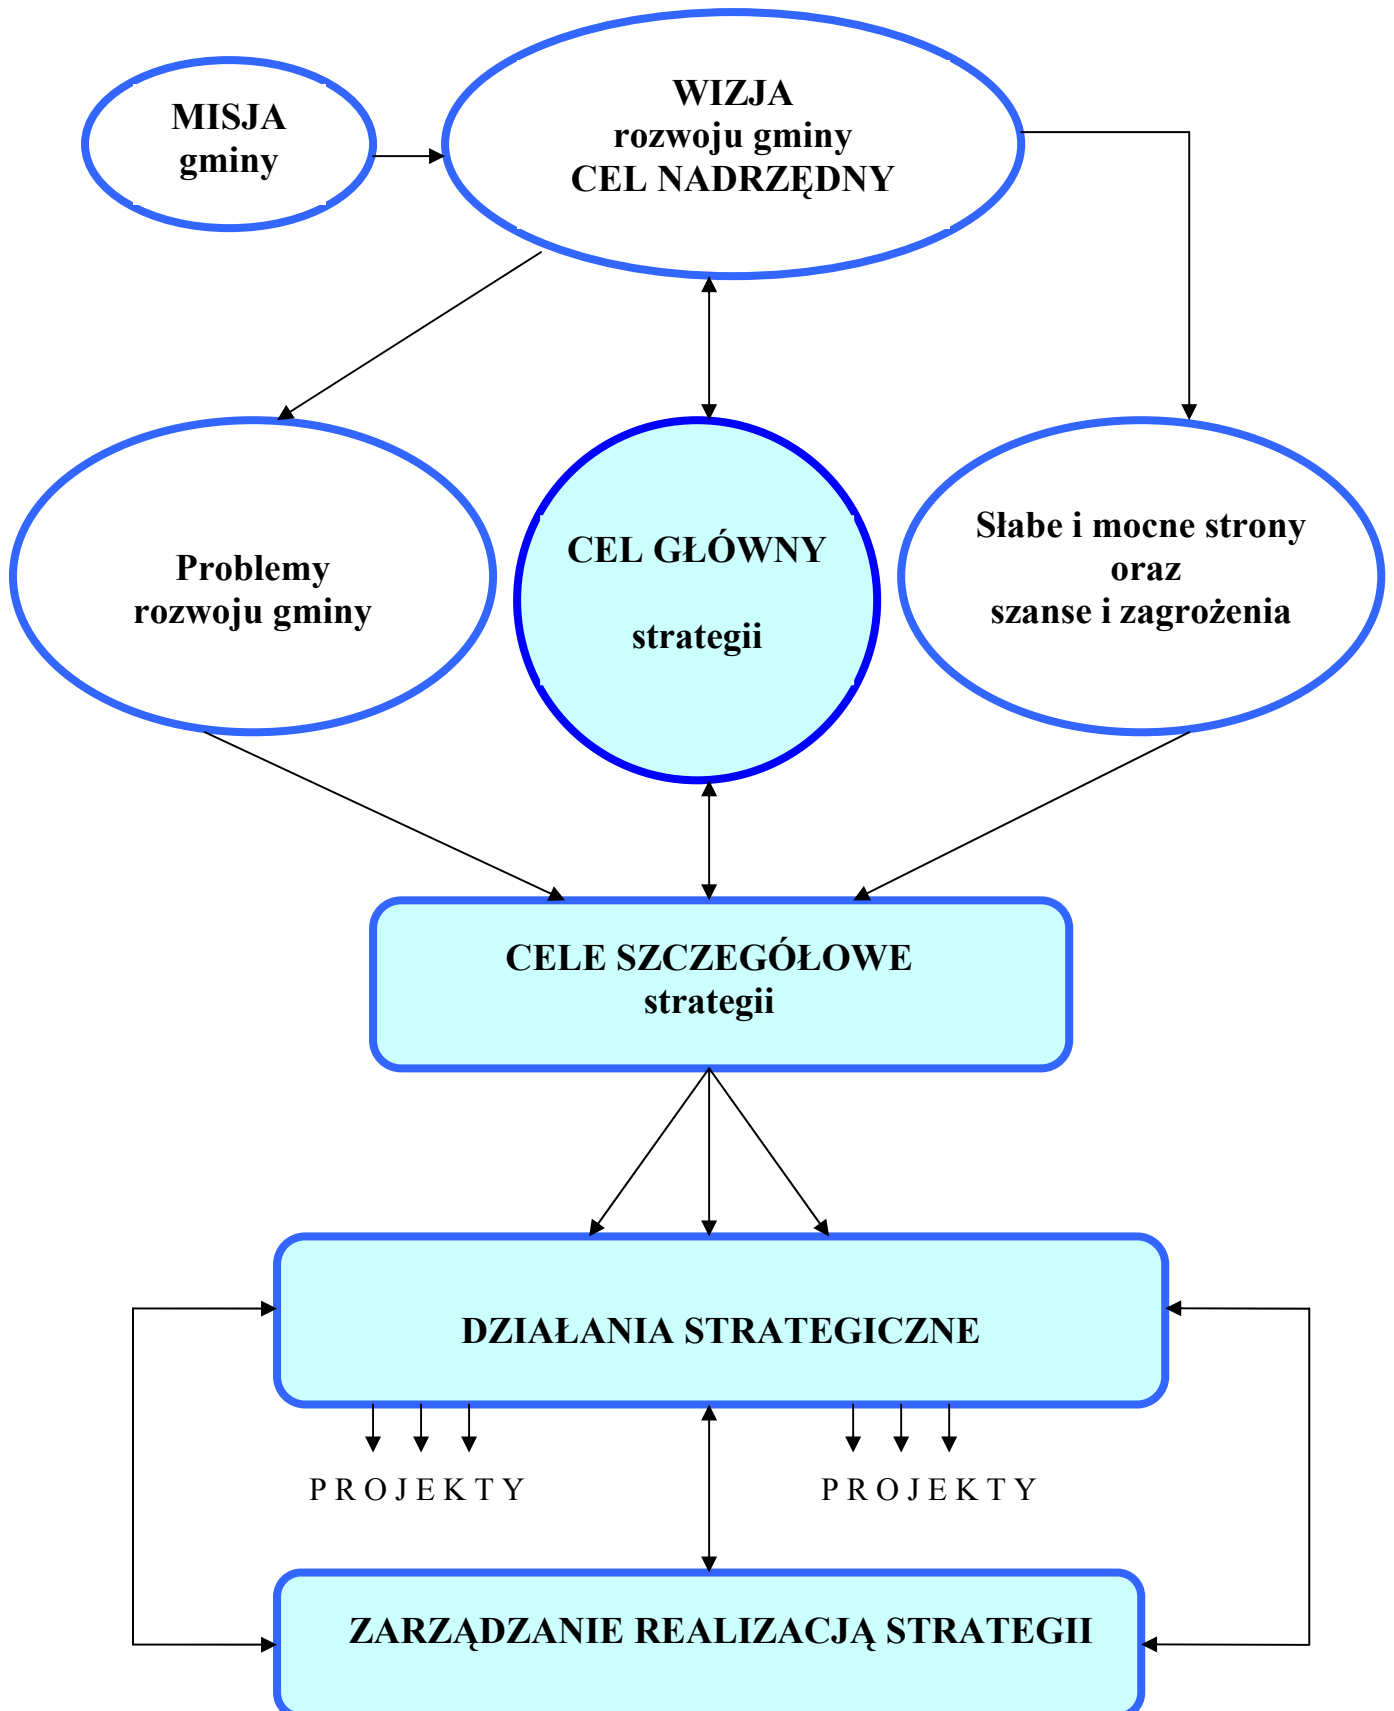 MISJA
gminy
WIZJA
rozwoju gminy
CEL NADRZĘDNY
Problemy
rozwoju gminy
CEL GŁÓWNY
strategii
Słabe i mocne strony
oraz
szanse i zagrożenia
CELE SZCZEGÓŁOWE
strategii
DZIAŁANIA STRATEGICZNE
P R O J E K T Y
P R O J E K T Y
ZARZĄDZANIE REALIZACJĄ STRATEGII